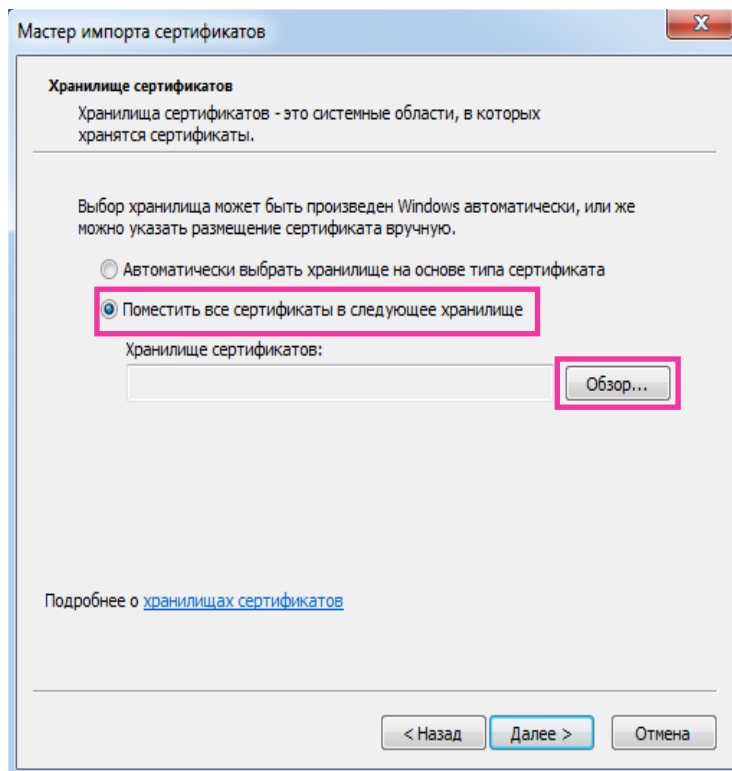 Мастер импорта сертификатов
X
Хранилище сертификатов
Хранилища сертификатов - это системные области, в которых
хранятся сертификаты.
Выбор хранилища может быть произведен Windows автоматически, или же
можно указать размещение сертификата вручную.
Автоматически выбрать хранилище на основе типа сертификата
Поместить все сертификаты в следующее хранилище
Хранилище сертификатов:
Обзор...
Подробнее о хранилищах сертификатов
< Назад Далее > Отмена